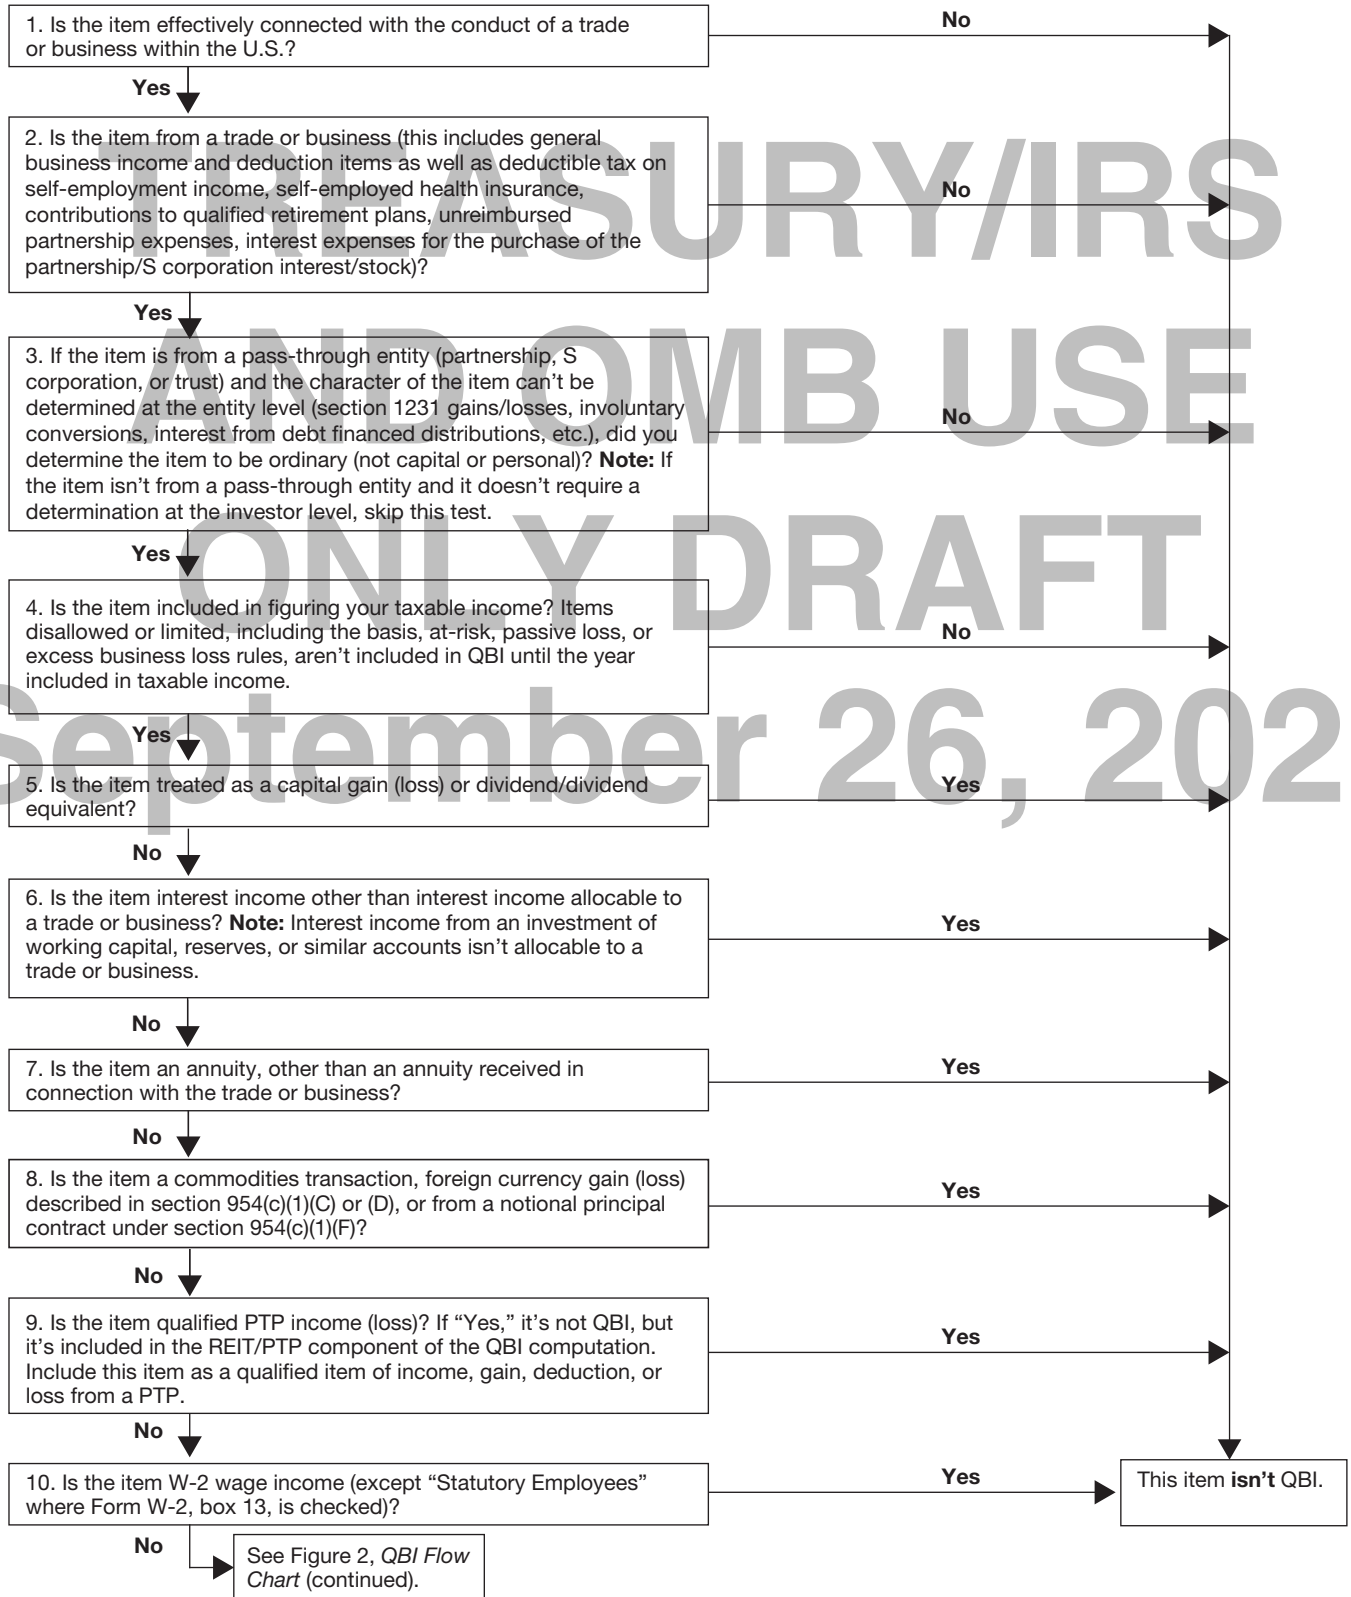 1. Is the item effectively connected with the conduct of a trade
or business within the U.S.?
No
Yes
2. Is the item from a trade or business (this includes general
business income and deduction items as well as deductible tax on
self-employment income, self-employed health insurance,
contributions to qualified retirement plans, unreimbursed
partnership expenses, interest expenses for the purchase of the
partnership/S corporation interest/stock)?
No
Yes
3. If the item is from a pass-through entity (partnership, S
corporation, or trust) and the character of the item can't be
determined at the entity level (section 1231 gains/losses, involuntary
conversions, interest from debt financed distributions, etc.), did you
determine the item to be ordinary (not capital or personal)? Note: If
the item isn't from a pass-through entity and it doesn't require a
determination at the investor level, skip this test.
No
Yes
4. Is the item included in figuring your taxable income? Items
disallowed or limited, including the basis, at-risk, passive loss, or
excess business loss rules, aren't included in QBI until the year
included in taxable income.
No
Yes
5. Is the item treated as a capital gain (loss) or dividend/dividend
equivalent?
Yes
No
6. Is the item interest income other than interest income allocable to
a trade or business? Note: Interest income from an investment of
working capital, reserves, or similar accounts isn't allocable to a
trade or business.
Yes
No
7. Is the item an annuity, other than an annuity received in
connection with the trade or business?
Yes
No
8. Is the item a commodities transaction, foreign currency gain (loss)
described in section 954(c)(1)(C) or (D), or from a notional principal
contract under section 954(c)(1)(F)?
Yes
No
9. Is the item qualified PTP income (loss)? If "Yes," it's not QBI, but
it's included in the REIT/PTP component of the QBI computation.
Include this item as a qualified item of income, gain, deduction, or
loss from a PTP.
Yes
No
10. Is the item W-2 wage income (except "Statutory Employees"
where Form W-2, box 13, is checked)?
Yes
This item isn't QBI.
No
See Figure 2, QBI Flow
Chart (continued).
TREASURY/IRS
AND OMB USE
ONLY DRAFT
September 26, 202